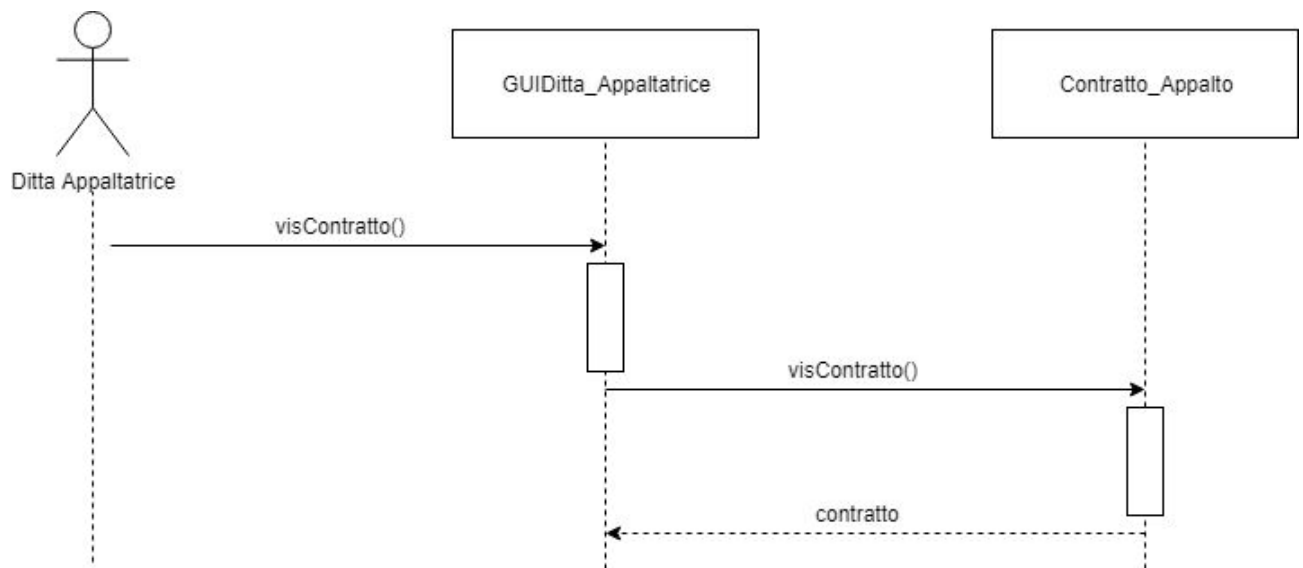 GUIDitta_Appaltatrice
Contratto_Appalto
Ditta Appaltatrice
visContratto()
visContratto()
contratto